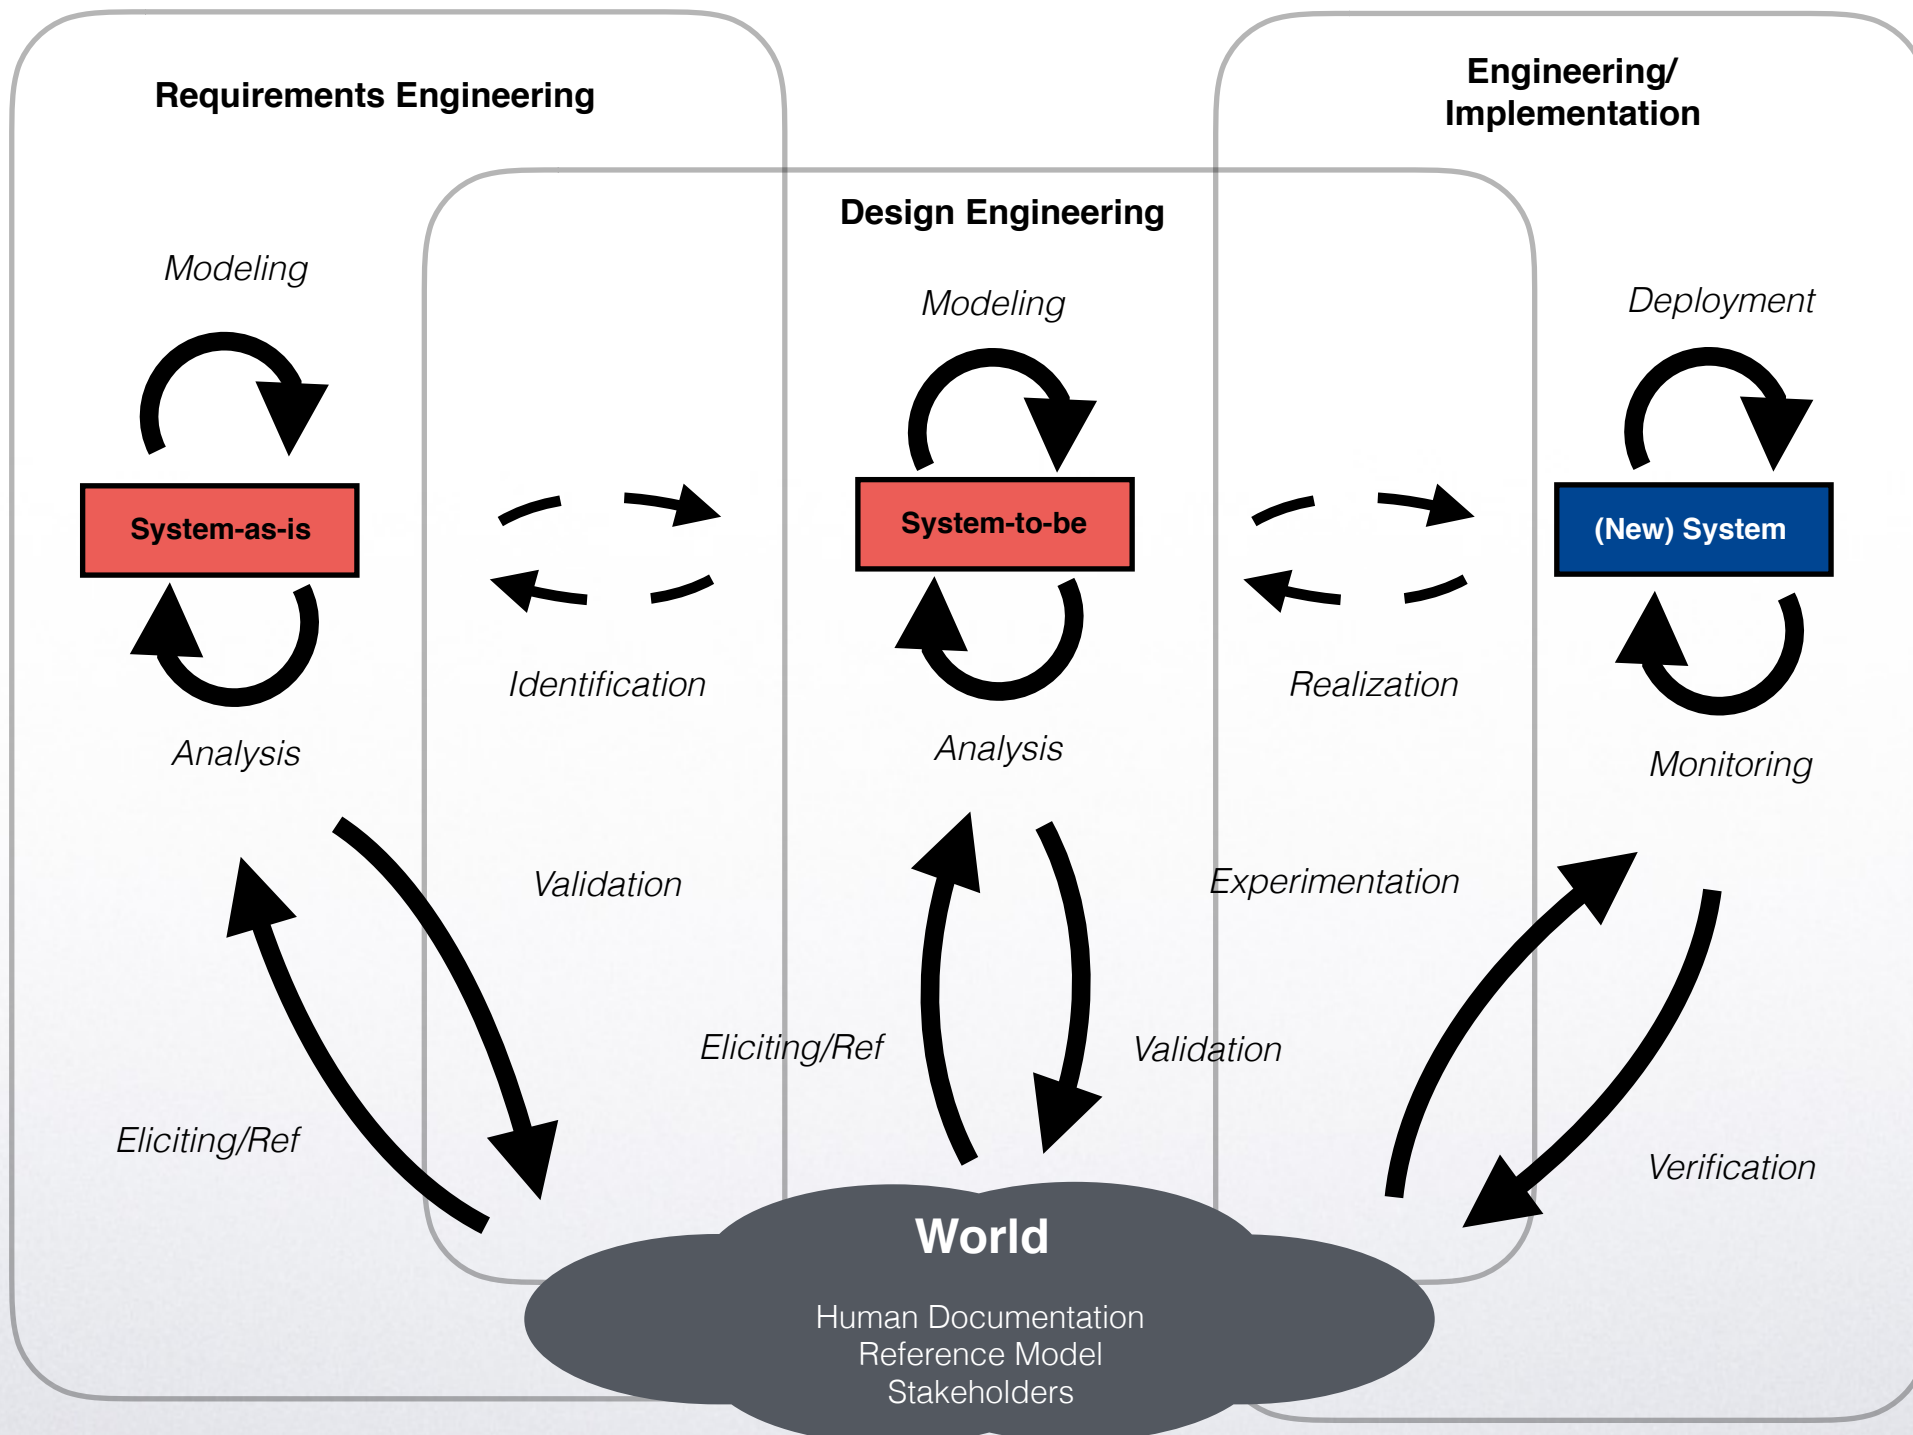 Requirements Engineering
Engineering/
Implementation
Design Engineering
Modeling
Modeling
Deployment
System-as-is
System-to-be
(New) System
Identification
Realization
Analysis
Analysis
Monitoring
Validation
Experimentation
Eliciting/Ref
Validation
Eliciting/Ref
Verification
World
Human Documentation
Reference Model
Stakeholders